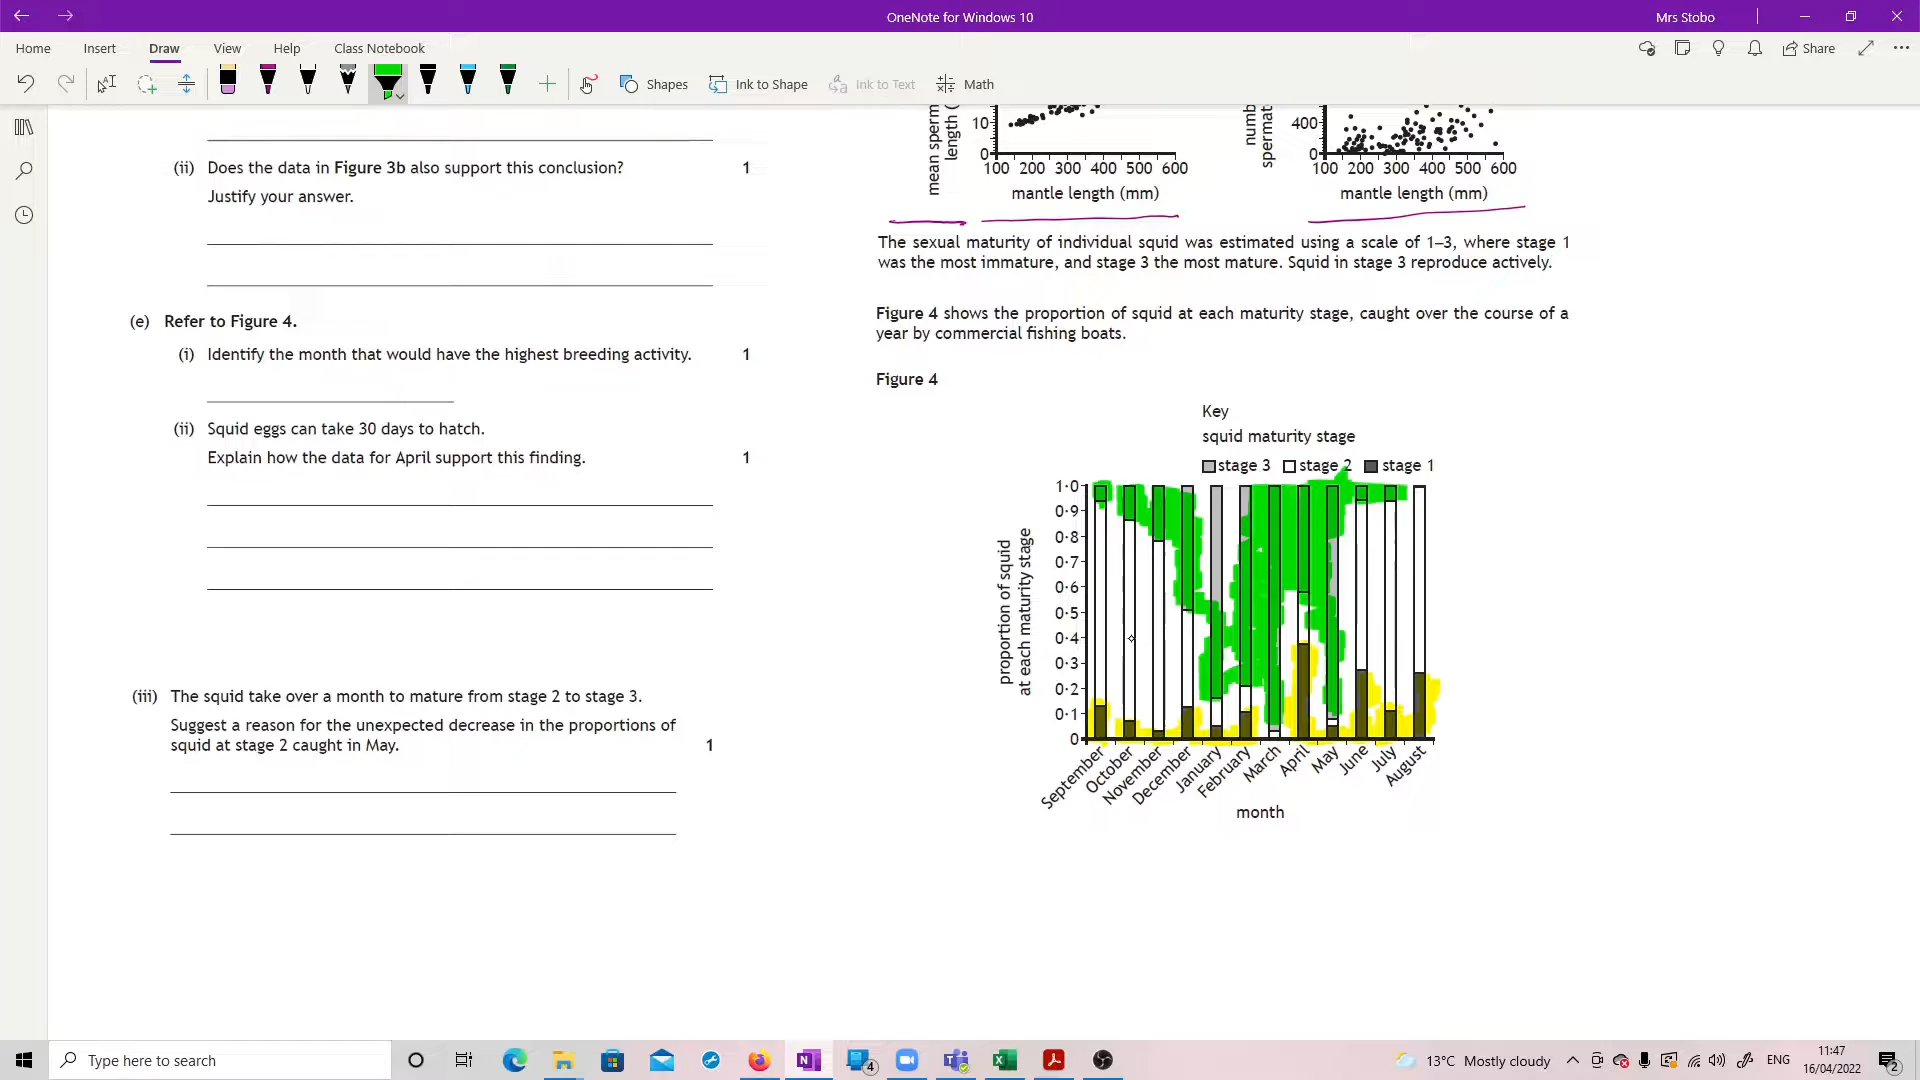 OneNote for Windows 10
Mrs Stobo
Home Insert Draw View Help Class Notebook
Share
Shapes Ink to Shape Ink to Text Math
(ii) Does the data in Figure 3b also support this conclusion? 1
Justify your answer.
(e) Refer to Figure 4.
(i) Identify the month that would have the highest breeding activity. 1
(ii) Squid eggs can take 30 days to hatch.
Explain how the data for April support this finding. 1
(iii) The squid take over a month to mature from stage 2 to stage 3.
Suggest a reason for the unexpected decrease in the proportions of
squid at stage 2 caught in May. 1
mean sperm
length (
10
0
100 200 300 400 500 600
mantle length (mm)
numb
spermat
400
0
100 200 300 400 500 600
mantle length (mm)
The sexual maturity of individual squid was estimated using a scale of 1–3, where stage 1
was the most immature, and stage 3 the most mature. Squid in stage 3 reproduce actively.
Figure 4 shows the proportion of squid at each maturity stage, caught over the course of a
year by commercial fishing boats.
Figure 4
Key
squid maturity stage
stage 3 stage 2 stage 1
proportion of squid
at each maturity stage
1·0
0·9
0·8
0·7
0·6
0·5
0·4
0·3
0·2
0·1
0
September October November December January February March April May June July August
month
Type here to search
4
13°C Mostly cloudy
ENG
11:47
16/04/2022
2